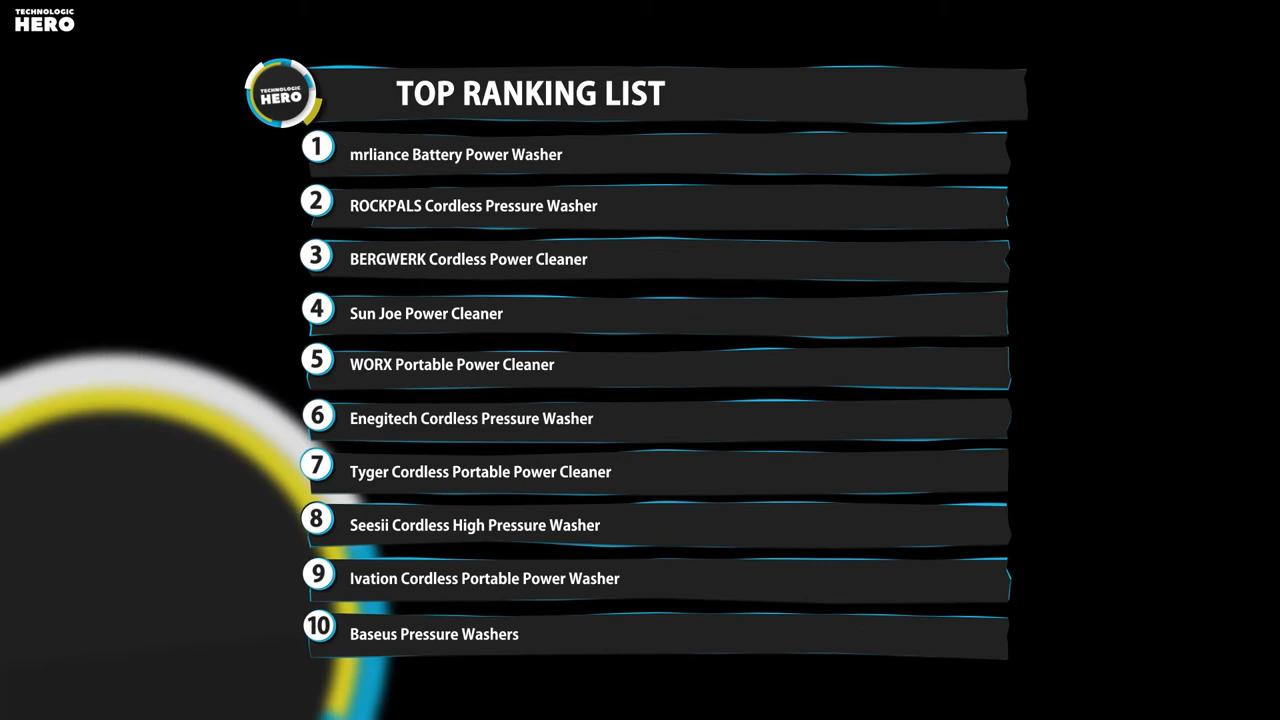 TECHNOLOGIC
HERO
TECHNOLOGIC
HERO
TOP RANKING LIST
1 mrliance Battery Power Washer
2 ROCKPALS Cordless Pressure Washer
3 BERGWERK Cordless Power Cleaner
4 Sun Joe Power Cleaner
5 WORX Portable Power Cleaner
6 Enegitech Cordless Pressure Washer
7 Tyger Cordless Portable Power Cleaner
8 Seesii Cordless High Pressure Washer
9 Ivation Cordless Portable Power Washer
10 Baseus Pressure Washers